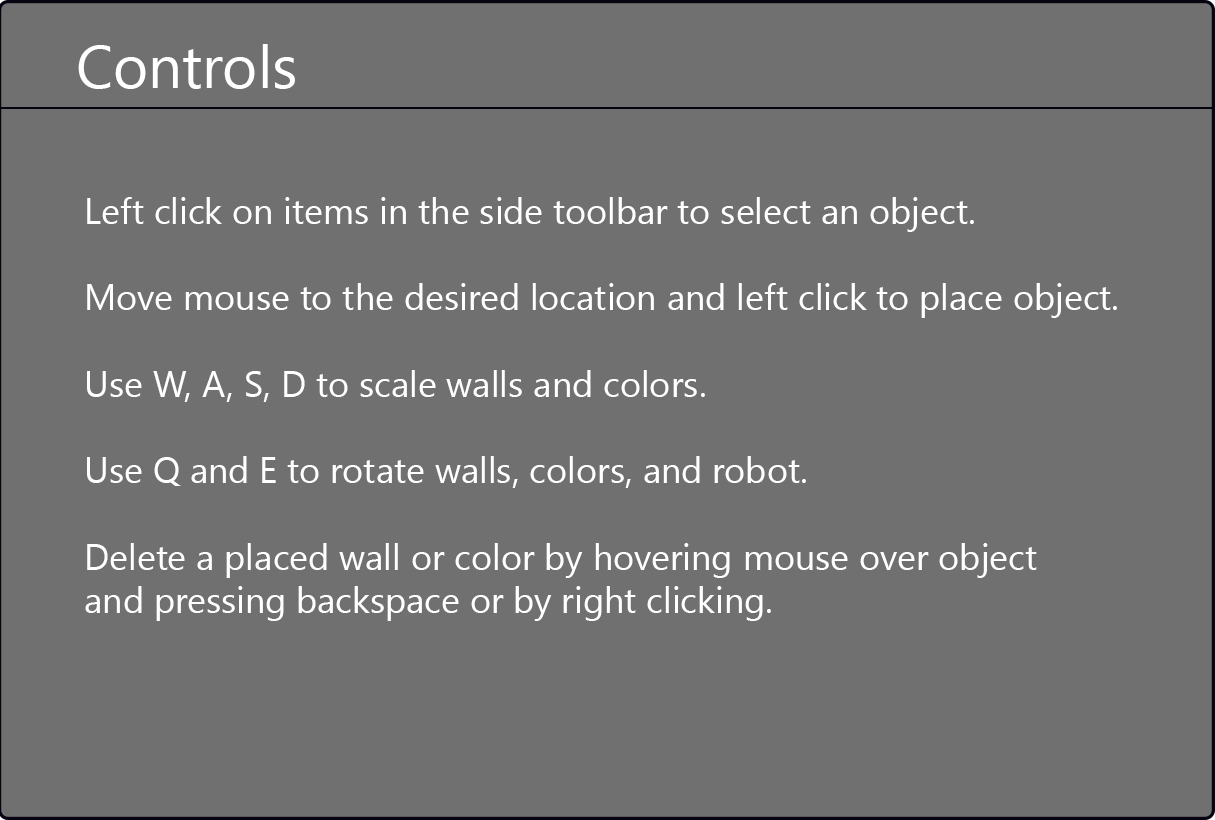 Controls
Left click on items in the side toolbar to select an object.
Move mouse to the desired location and left click to place object.
Use W, A, S, D to scale walls and colors.
Use Q and E to rotate walls, colors, and robot.
Delete a placed wall or color by hovering mouse over object
and pressing backspace or by right clicking.